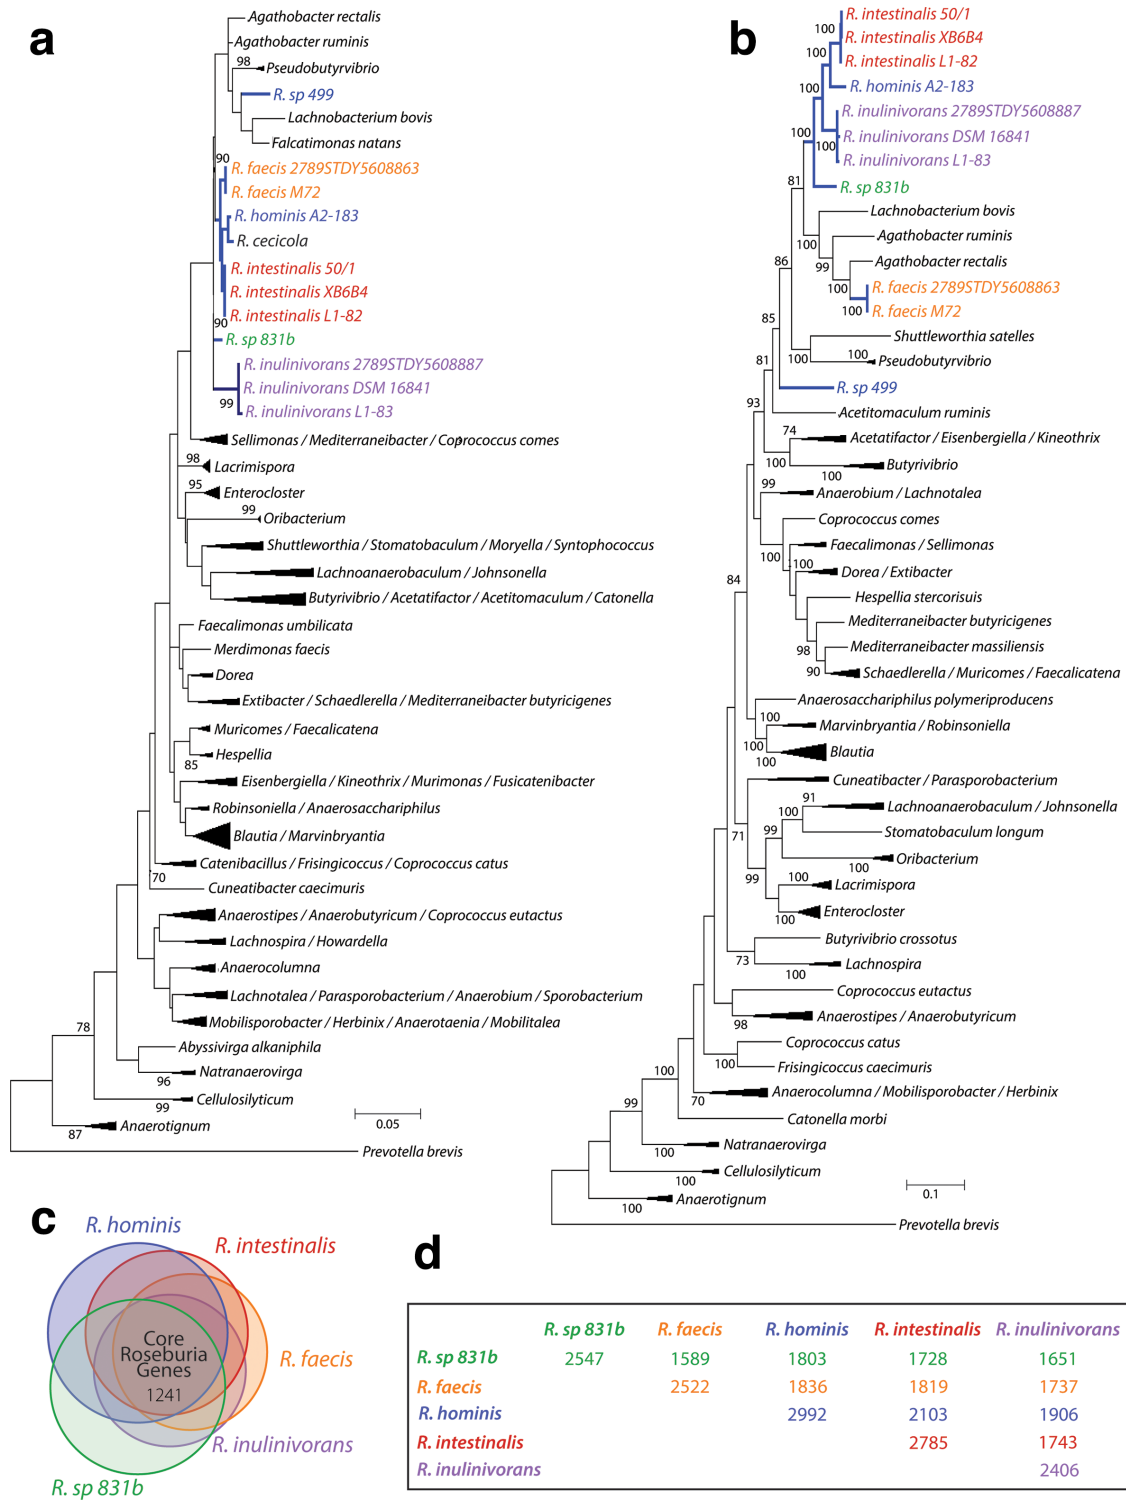 a
Agathobacter rectalis
Agathobacter ruminis
98
Pseudobutyrvibrio
R. sp 499
Lachnobacterium bovis
Falcatimonas natans
90
R. faecis 2789STDY5608863
R. faecis M72
R. hominis A2-183
R. cecicola
R. intestinalis 50/1
R. intestinalis XB6B4
R. intestinalis L1-82
90
R. sp 831b
R. inulinivorans 2789STDY5608887
R. inulinivorans DSM 16841
99
R. inulinivorans L1-83
Sellimonas / Mediterraneibacter / Coprococcus comes
98
Lacrimispora
95
Enterocloster
99
Oribacterium
Shuttleworthia / Stomatobaculum / Moryella / Syntophococcus
Lachnoanaerobaculum / Johnsonella
Butyrivibrio / Acetatifactor / Acetitomaculum / Catonella
Faecalimonas umbilicata
Merdimonas faecis
Dorea
Extibacter / Schaedlerella / Mediterraneibacter butyricigenes
Muricomes / Faecalicatena
Hespellia
85
Eisenbergiella / Kineothrix / Murimonas / Fusicatenibacter
Robinsoniella / Anaerosacchariphilus
Blautia / Marvinbryantia
Catenibacillus / Frisingicoccus / Coprococcus catus
70
Cuneatibacter caecimuris
Anaerostipes / Anaerobutyricum / Coprococcus eutactus
Lachnospira / Howardella
Anaerocolumna
Lachnotalea / Parasporobacterium / Anaerobium / Sporobacterium
Mobilisporobacter / Herbinix / Anaerotaenia / Mobilitalea
78
Abyssivirga alkaniphila
Natranaerovirga
96
Cellulosilyticum
99
0.05
Anaerotignum
87
Prevotella brevis
b
R. intestinalis 50/1
100
R. intestinalis XB6B4
100
R. intestinalis L1-82
100
R. hominis A2-183
R. inulinivorans 2789STDY5608887
100
R. inulinivorans DSM 16841
100
R. inulinivorans L1-83
81
R. sp 831b
Lachnobacterium bovis
100
Agathobacter ruminis
86
99
Agathobacter rectalis
100
R. faecis 2789STDY5608863
100
R. faecis M72
85
Shuttleworthia satelles
100
100
Pseudobutyrvibrio
81
R. sp 499
93
Acetitomaculum ruminis
74
Acetatifactor / Eisenbergiella / Kineothrix
100
Butyrivibrio
100
99
Anaerobium / Lachnotalea
Coprococcus comes
Faecalimonas / Sellimonas
100
100
Dorea / Extibacter
84
Hespellia stercorisuis
Mediterraneibacter butyricigenes
98
Mediterraneibacter massiliensis
90
Schaedlerella / Muricomes / Faecalicatena
Anaerosacchariphilus polymeriproducens
100
Marvinbryantia / Robinsoniella
100
Blautia
100
Cuneatibacter / Parasporobacterium
91
Lachnoanaerobaculum / Johnsonella
100
71
99
Stomatobaculum longum
Oribacterium
100
99
100
Lacrimispora
Enterocloster
100
Butyrivibrio crossotus
73
Lachnospira
100
Coprococcus eutactus
98
Anaerostipes / Anaerobutyricum
Coprococcus catus
100
Frisingicoccus caecimuris
100
70
Anaerocolumna / Mobilisporobacter / Herbinix
99
Catonella morbi
Natranaerovirga
100
Cellulosilyticum
100
0.1
Anaerotignum
100
Prevotella brevis
c
R. hominis
R. intestinalis
R. faecis
Core
Roseburia
Genes
1241
R. inulinivorans
R. sp 831b
d
R. sp 831b R. faecis R. hominis R. intestinalis R. inulinivorans
R. sp 831b 2547 1589 1803 1728 1651
R. faecis 2522 1836 1819 1737
R. hominis 2992 2103 1906
R. intestinalis 2785 1743
R. inulinivorans 2406